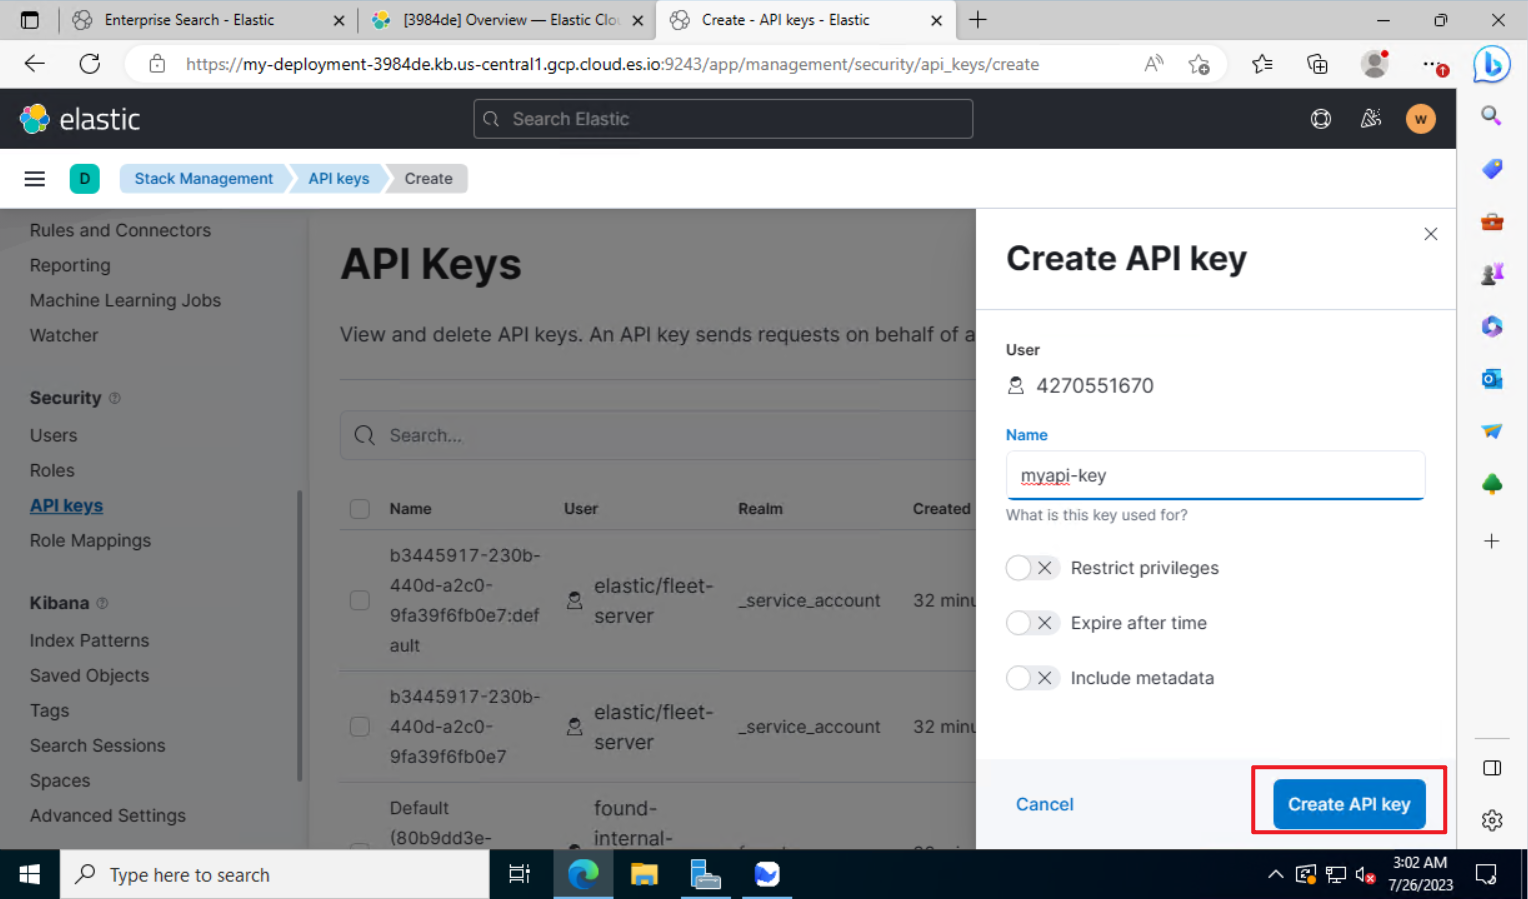 Enterprise Search - Elastic
[3984de] Overview — Elastic Clo
Create - API keys - Elastic
https://my-deployment-3984de.kb.us-central1.gcp.cloud.es.io:9243/app/management/security/api_keys/create
elastic
Search Elastic
w
D
Stack Management
API keys
Create
Rules and Connectors
Reporting
Machine Learning Jobs
Watcher
Security
Users
Roles
API keys
Role Mappings
Kibana
Index Patterns
Saved Objects
Tags
Search Sessions
Spaces
Advanced Settings
API Keys
View and delete API keys. An API key sends requests on behalf of a
Search...
Name User Realm Created
b3445917-230b-
440d-a2c0-
9fa39f6fb0e7:def
ault
elastic/fleet-
server
_service_account
32 minu
b3445917-230b-
440d-a2c0-
9fa39f6fb0e7
elastic/fleet-
server
_service_account
32 minu
Default
(80b9dd3e-
found-
internal-
Create API key
User
4270551670
Name
myapi-key
What is this key used for?
Restrict privileges
Expire after time
Include metadata
Cancel
Create API key
Type here to search
3:02 AM
7/26/2023